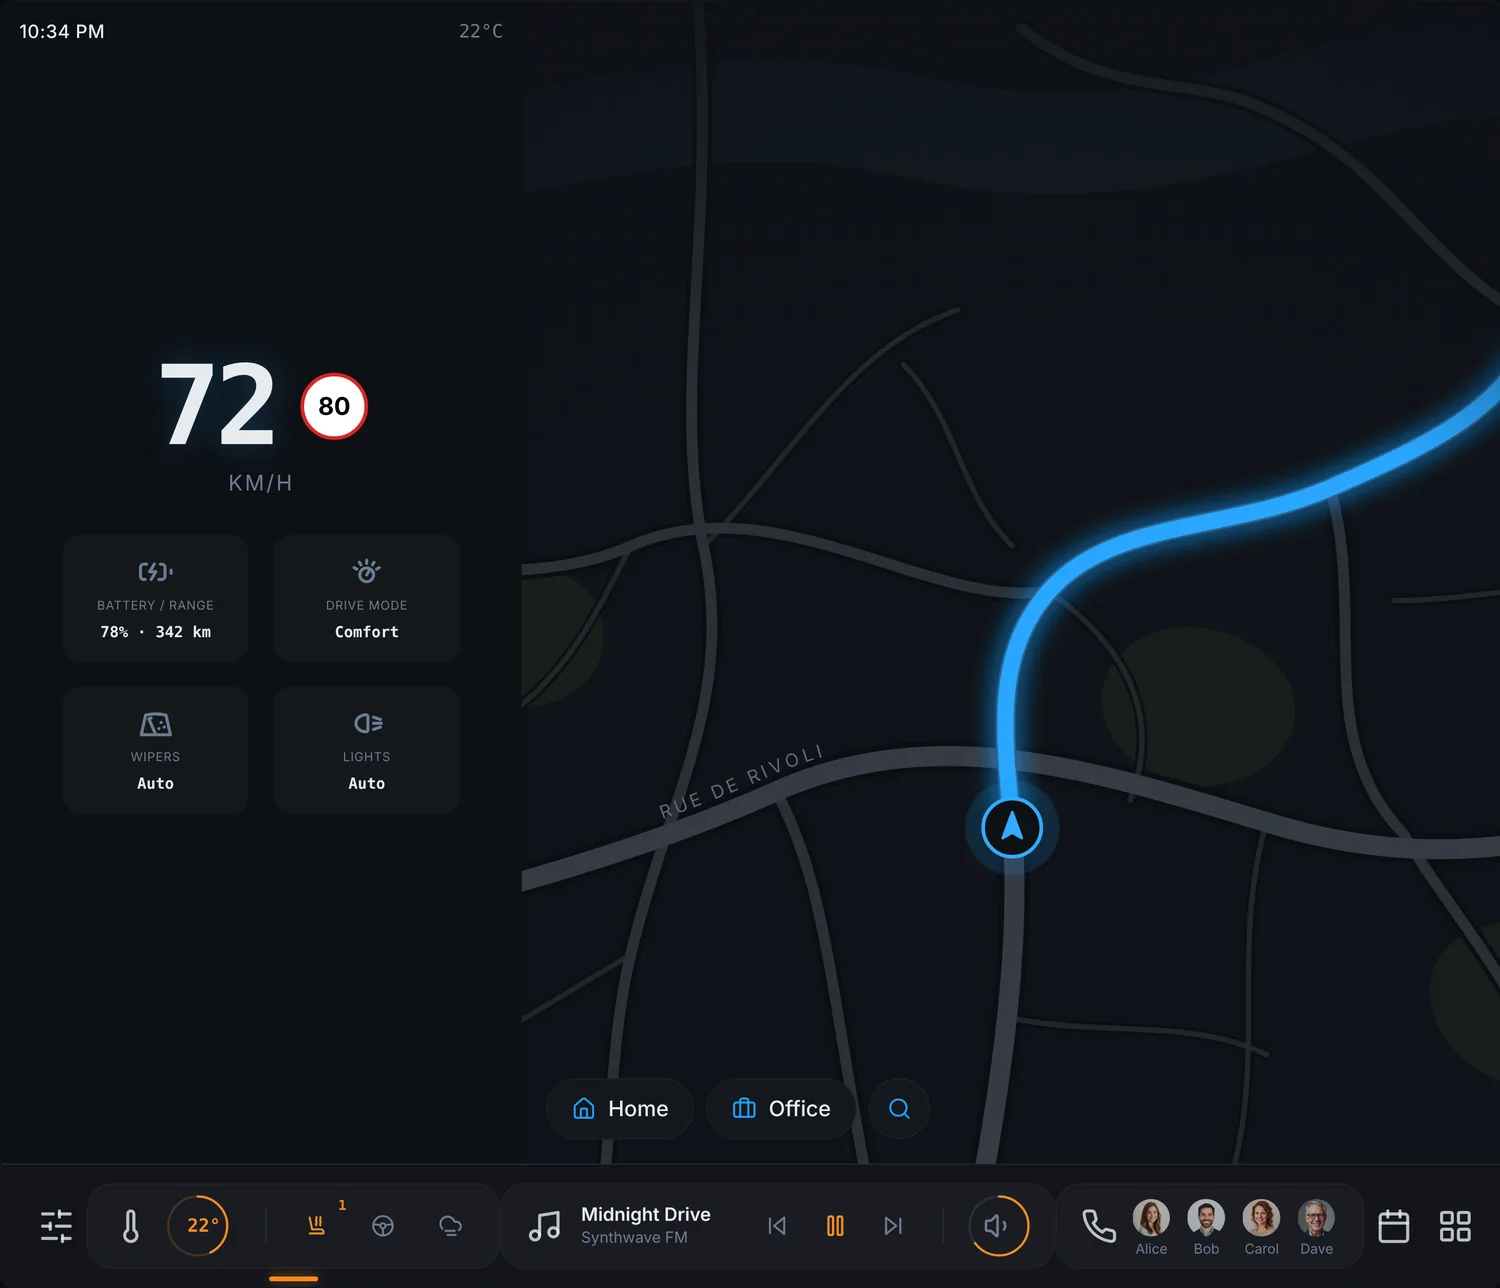 10:34 PM
22°C
72
80
KM/H
BATTERY / RANGE
78% · 342 km
DRIVE MODE
Comfort
WIPERS
Auto
LIGHTS
Auto
RUE DE RIVOLI
Home
Office
22°
1
Midnight Drive
Synthwave FM
Alice
Bob
Carol
Dave